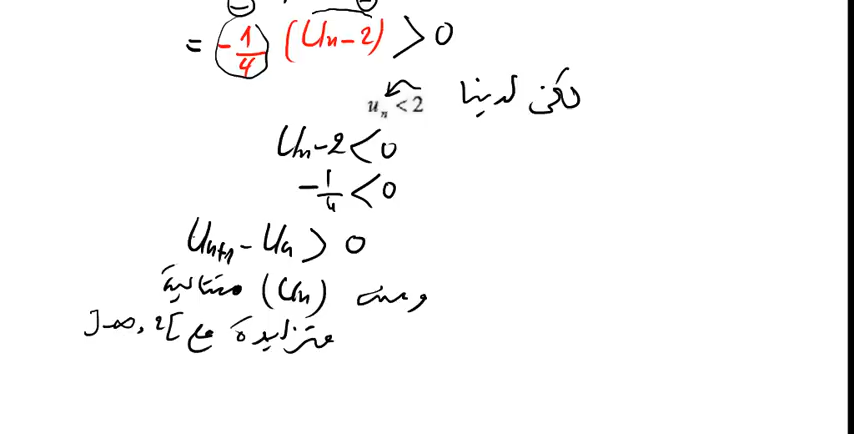 = -1/4 (Un-2) > 0
لكن لدينا u_n < 2
Un-2 < 0
-1/4 < 0
Un+1 - Un > 0
ومنه (Un) متتالية
متزايدة على ]-∞, 2[